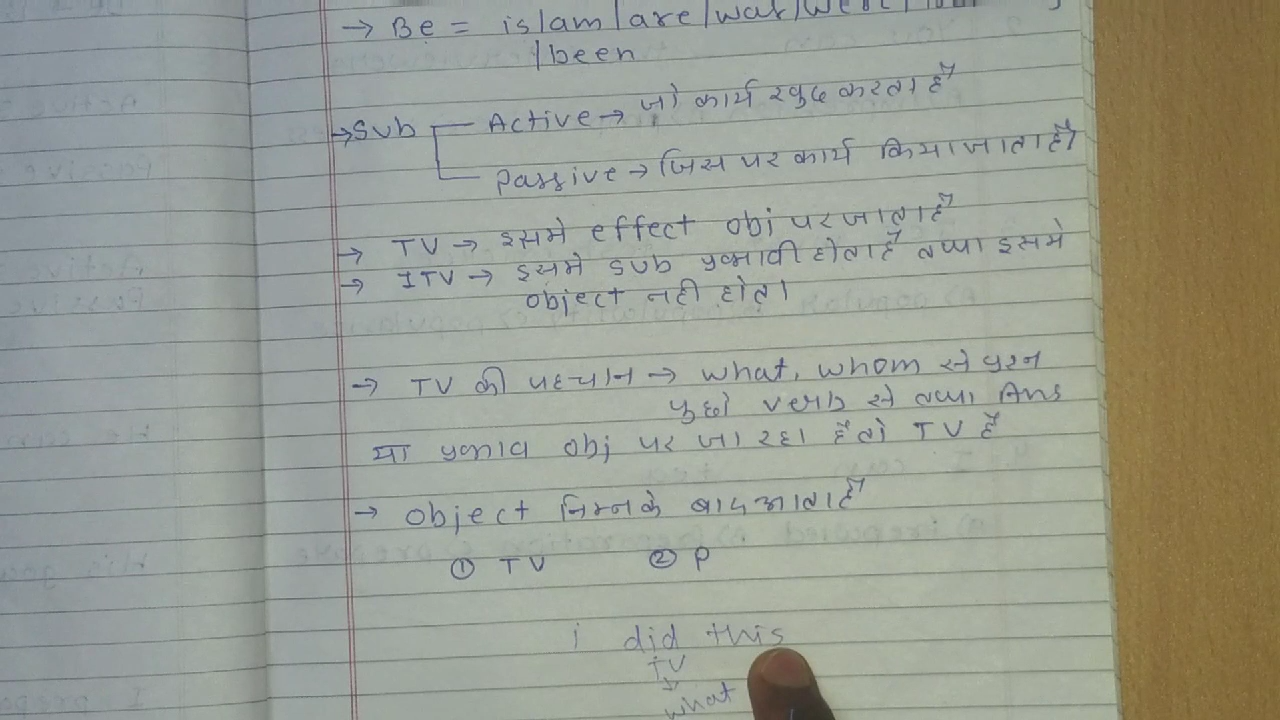 → Be = is/am/are/was/were/
/been
→ Sub Active → जो कार्य खुद करता है
Passive → जिस पर कार्य किया जाता है
→ TV → इसमे effect obj पर जाता है
→ ITV → इसमे sub प्रभावी होता है तथा इसमे
object नही होता
→ TV की पहचान → what, whom से प्रश्न
पुछो verb से तथा Ans
या प्रभाव obj पर जा रहा है तो TV है
→ object निम्न के बाद आता है
① TV ② P
i did this
TV
↓
what